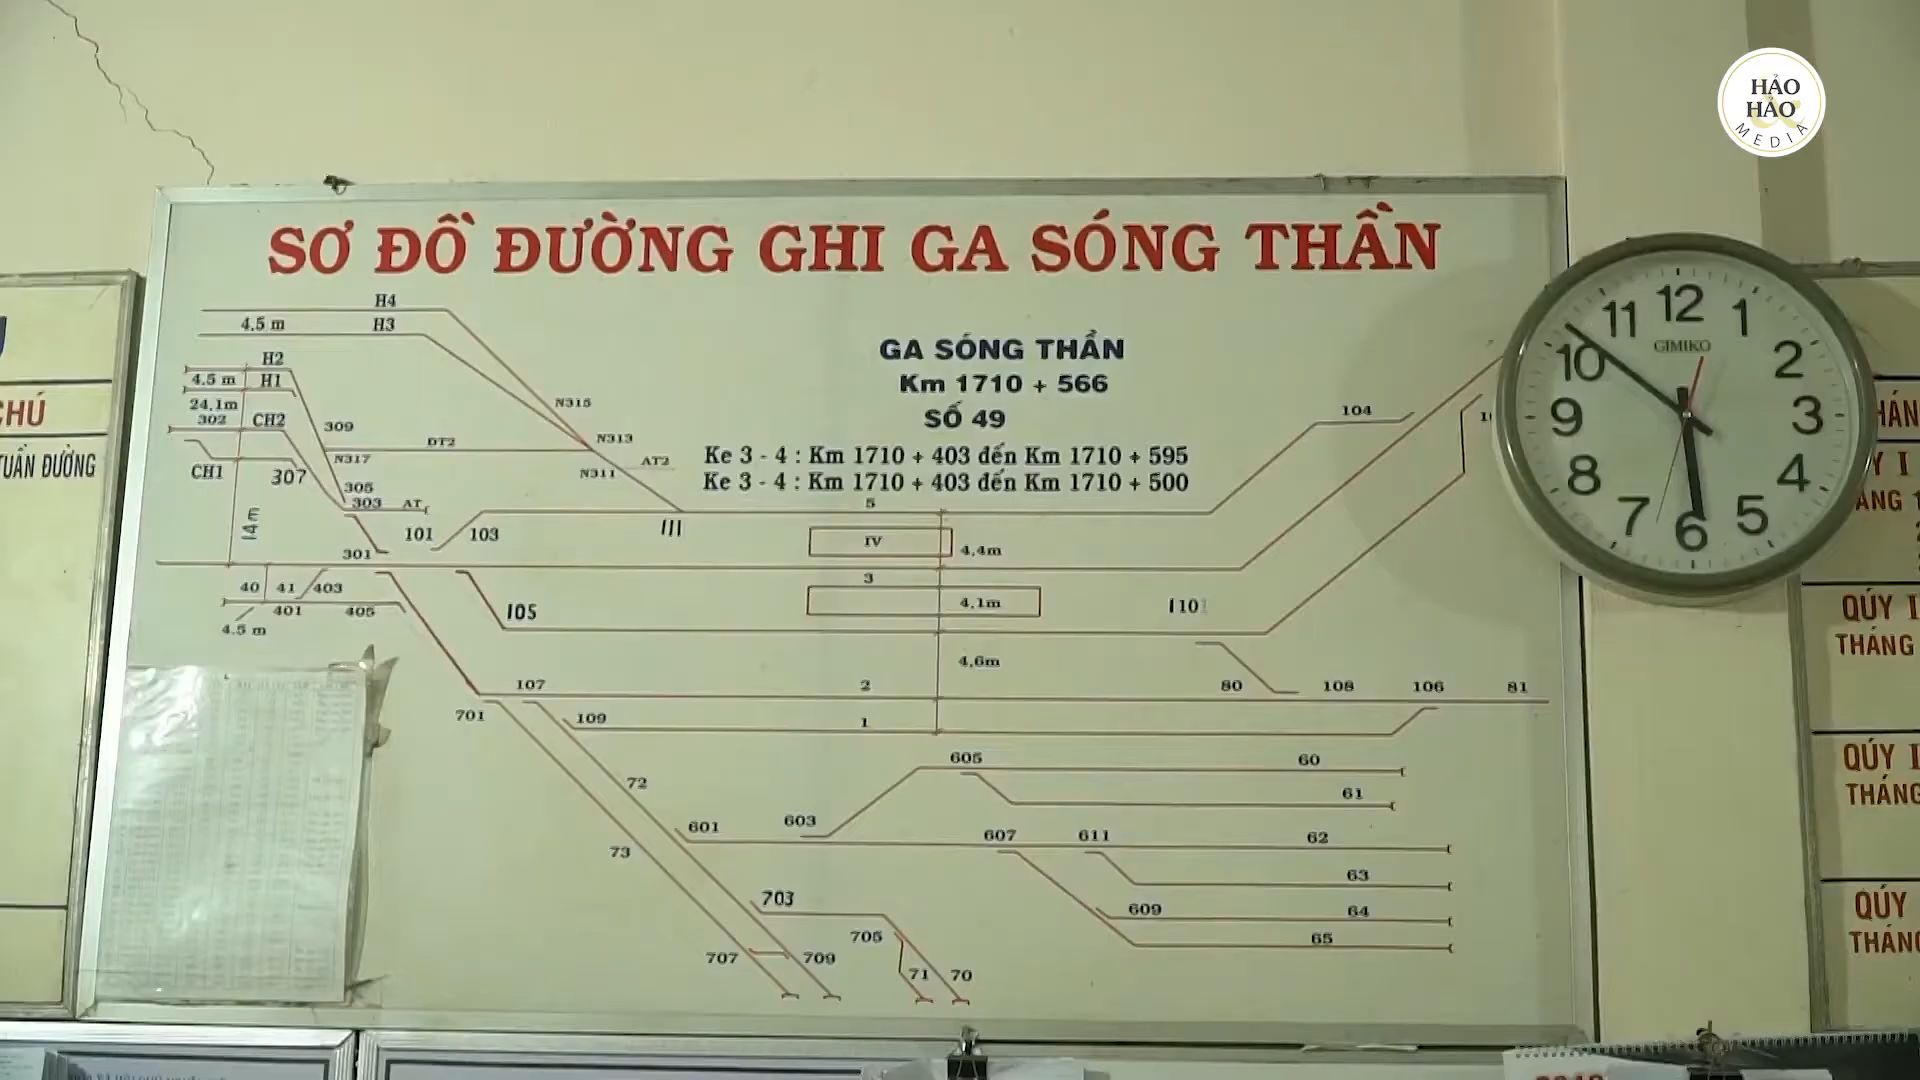 HẢO
& HẢO
MEDIA
SƠ ĐỒ ĐƯỜNG GHI GA SÓNG THẦN
GA SÓNG THẦN
Km 1710 + 566
SỐ 49
Ke 3 - 4 : Km 1710 + 403 đến Km 1710 + 595
Ke 3 - 4 : Km 1710 + 403 đến Km 1710 + 500
H4
4.5 m H3
H2
4.5 m H1
24.1m
302 CH2
CH1 307
309
N317
DT2
N315
N313
N311
AT2
305
303 AT
14m
301
101 103
III
5
IV
4,4m
104
40 41 403
401 405
4.5 m
105
3
4.1m
110
4,6m
107
2
80 108 106 81
701
109
1
605 60
61
72
601 603
607 611 62
73
63
703
609 64
705
65
707 709
71 70
GIMIKO
12
1
2
3
4
5
6
7
8
9
10
11
CHÚ
TUẤN ĐƯỜNG
QÚY I
THÁNG
QÚY I
THÁNG
QÚY
THÁNG